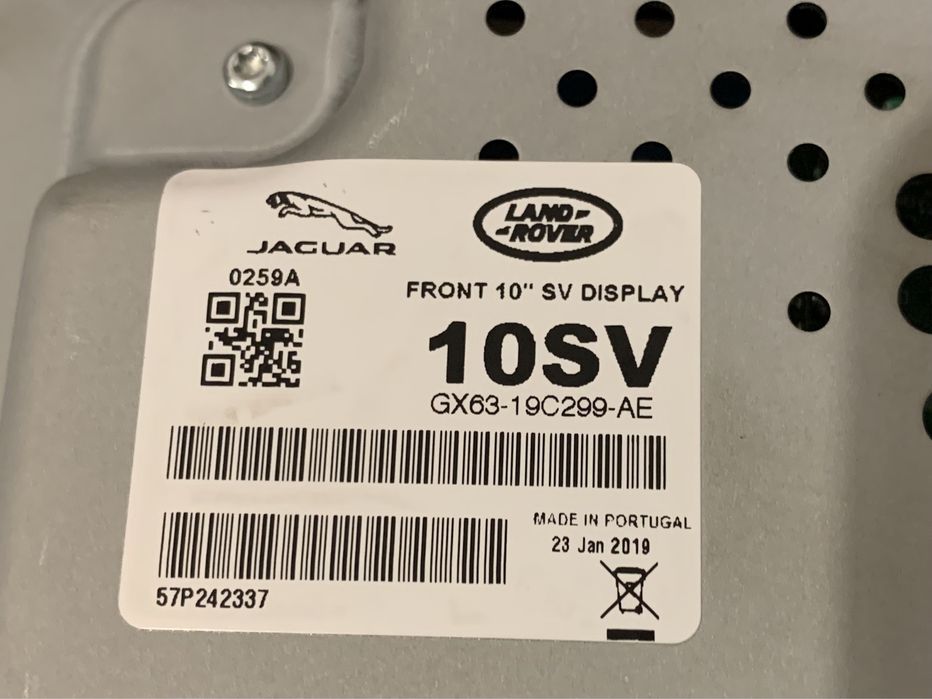 JAGUAR
LAND
ROVER
0259A
FRONT 10" SV DISPLAY
10SV
GX63-19C299-AE
MADE IN PORTUGAL
23 Jan 2019
57P242337